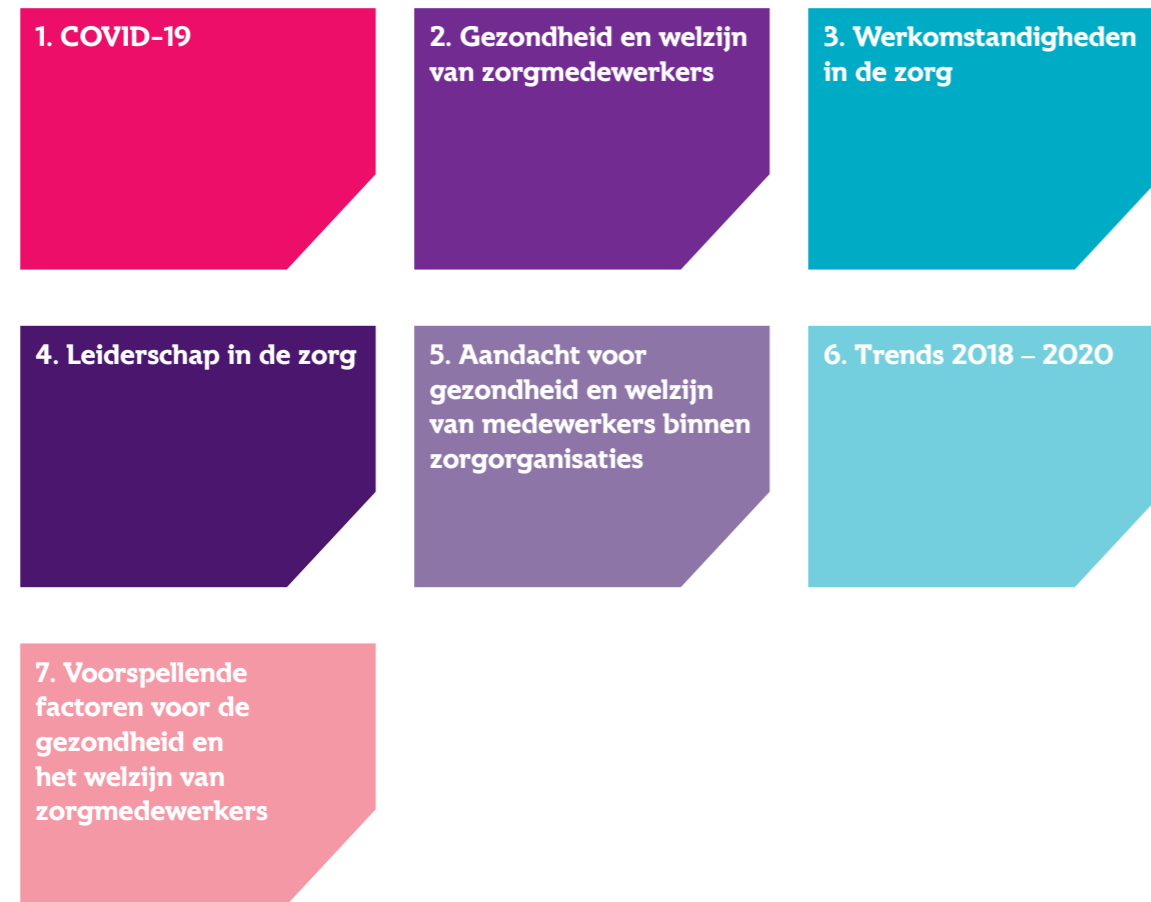 1. COVID-19
2. Gezondheid en welzijn
van zorgmedewerkers
3. Werkomstandigheden
in de zorg
4. Leiderschap in de zorg
5. Aandacht voor
gezondheid en welzijn
van medewerkers binnen
zorgorganisaties
6. Trends 2018 – 2020
7. Voorspellende
factoren voor de
gezondheid en
het welzijn van
zorgmedewerkers